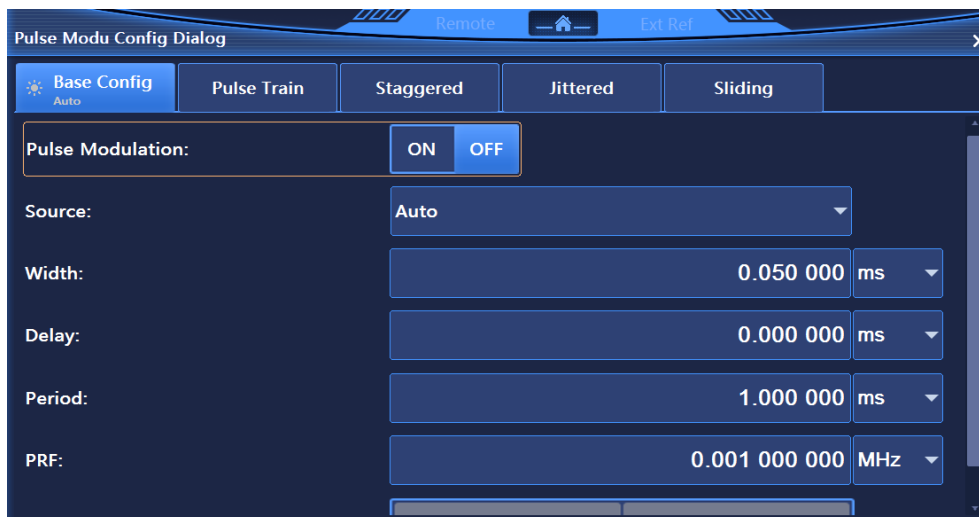 Remote Ext Ref
Pulse Modu Config Dialog
Base Config Pulse Train Staggered Jittered Sliding
Auto
Pulse Modulation: ON OFF
Source: Auto
Width: 0.050 000 ms
Delay: 0.000 000 ms
Period: 1.000 000 ms
PRF: 0.001 000 000 MHz